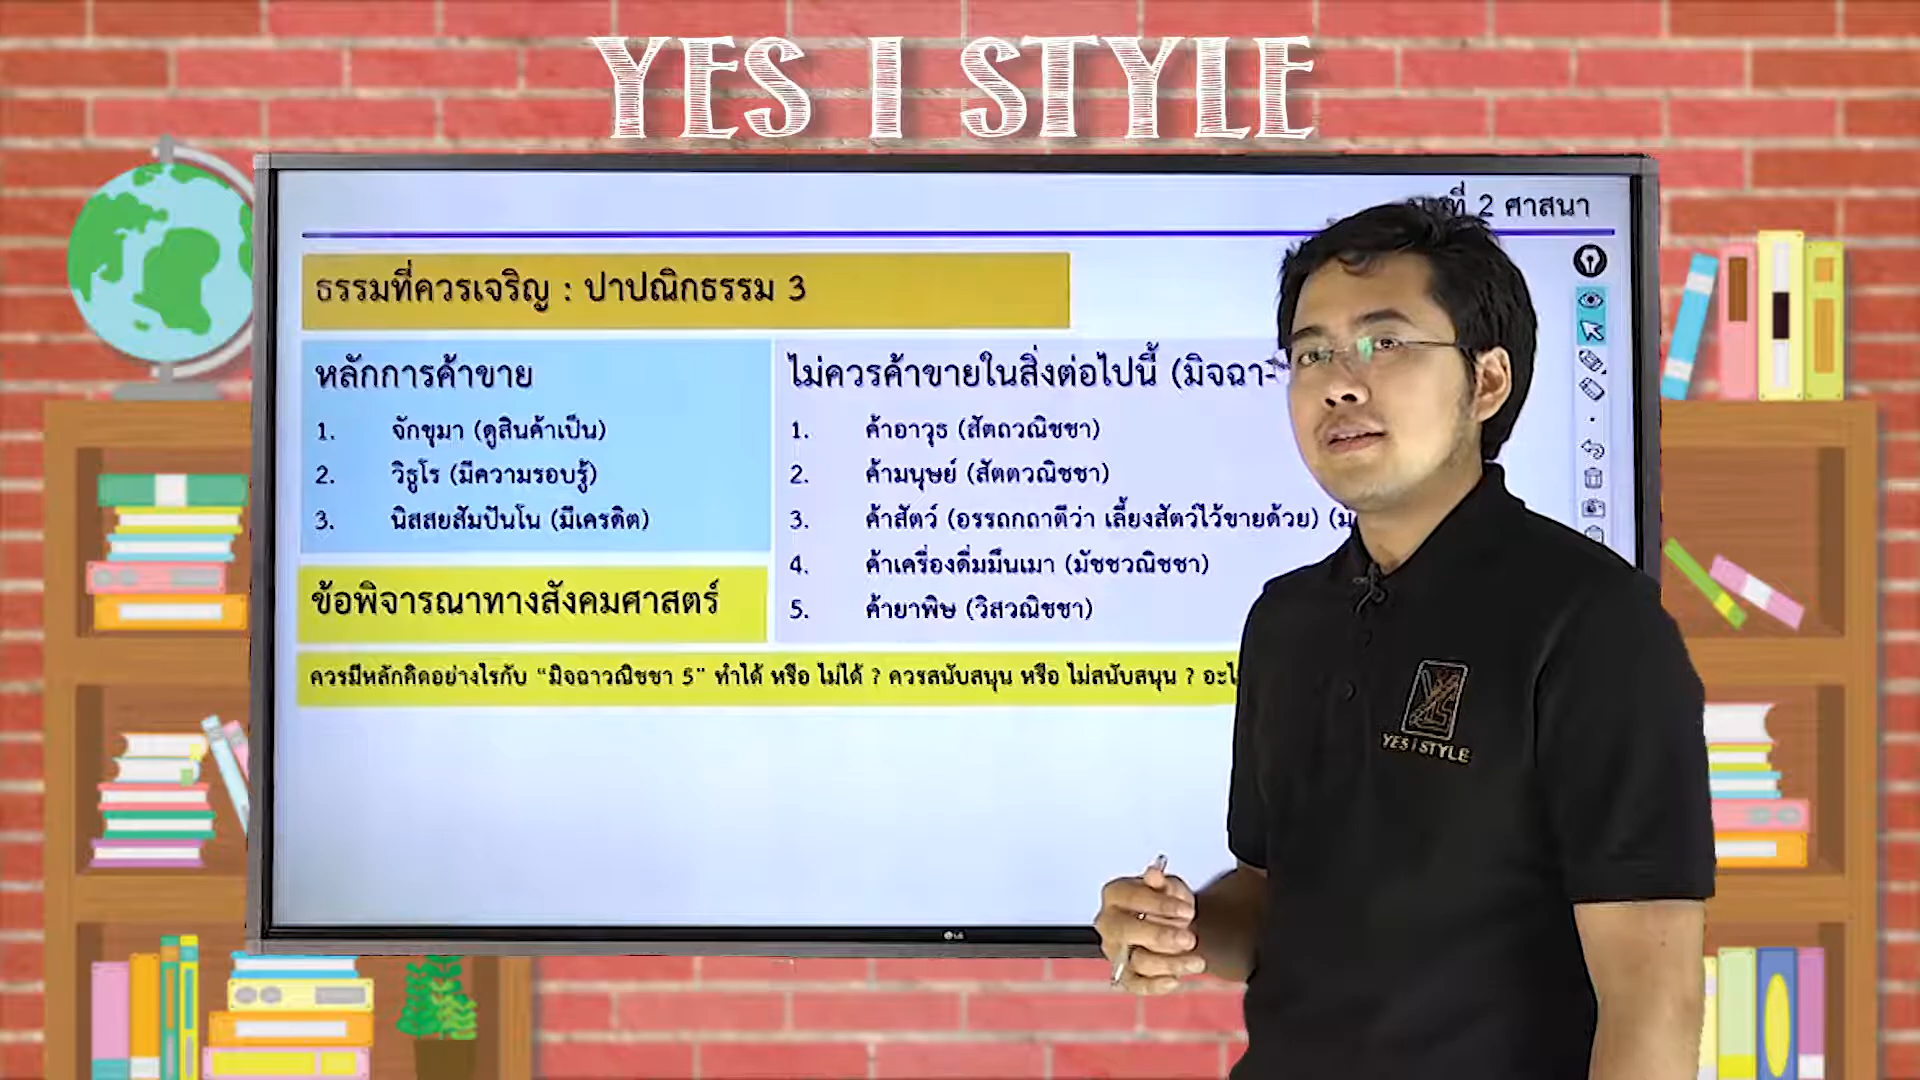 YES I STYLE
ที่ 2 ศาสนา
ธรรมที่ควรเจริญ : ปาปณิกธรรม 3
หลักการค้าขาย
1. จักขุมา (ดูสินค้าเป็น)
2. วิธูโร (มีความรอบรู้)
3. นิสสยสัมปันโน (มีเครดิต)
ไม่ควรค้าขายในสิ่งต่อไปนี้ (มิจฉา-
1. ค้าอาวุธ (สัตถวณิชชา)
2. ค้ามนุษย์ (สัตตวณิชชา)
3. ค้าสัตว์ (อรรถกถาตีว่า เลี้ยงสัตว์ไว้ขายด้วย)
4. ค้าเครื่องดื่มมึนเมา (มัชชวณิชชา)
5. ค้ายาพิษ (วิสวณิชชา)
ข้อพิจารณาทางสังคมศาสตร์
ควรมีหลักคิดอย่างไรกับ “มิจฉาวณิชชา 5” ทำได้ หรือ ไม่ได้ ? ควรสนับสนุน หรือ ไม่สนับสนุน ?
YES I STYLE
LG